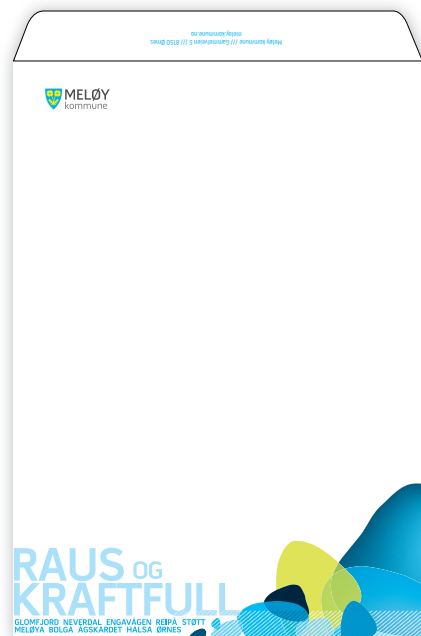 Meløy kommune /// Gammelveien 5 /// 8150 Ørnes
meløy.kommune.no
MELØY
kommune
RAUS OG
KRAFTFULL
GLOMFJORD NEVERDAL ENGAVÅGEN REIPÅ STØTT
MELØYA BOLGA ÅGSKARDET HALSA ØRNES